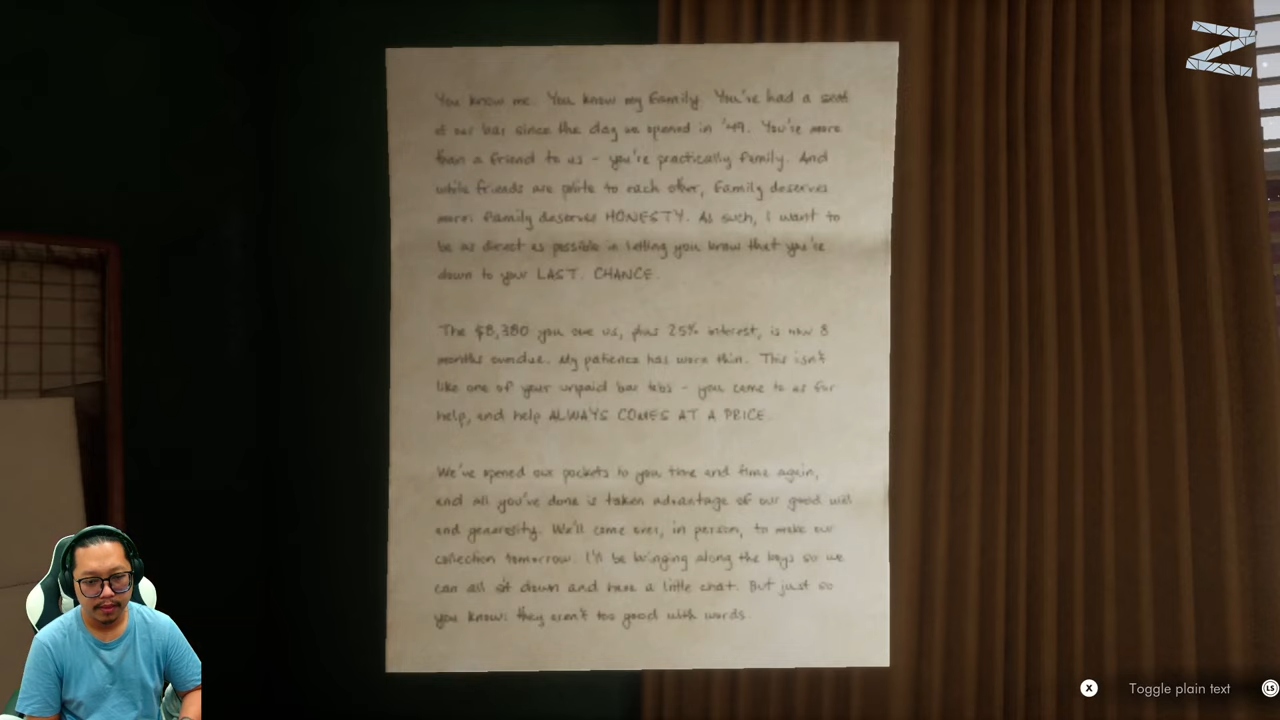 You know me. You know my family. You've had a seat
at our bar since the day we opened in '49. You're more
than a friend to us - you're practically family. And
while friends are polite to each other, family deserves
more: family deserves HONESTY. As such, I want to
be as direct as possible in letting you know that you're
down to your LAST. CHANCE.
The $8,380 you owe us, plus 25% interest, is now 8
months overdue. My patience has worn thin. This isn't
like one of your unpaid bar tabs - you came to us for
help, and help ALWAYS COMES AT A PRICE.
We've opened our pockets to you time and time again,
and all you've done is taken advantage of our good will
and generosity. We'll come over, in person, to make our
collection tomorrow. I'll be bringing along the boys so we
can all sit down and have a little chat. But just so
you know: they aren't too good with words.
X Toggle plain text LS